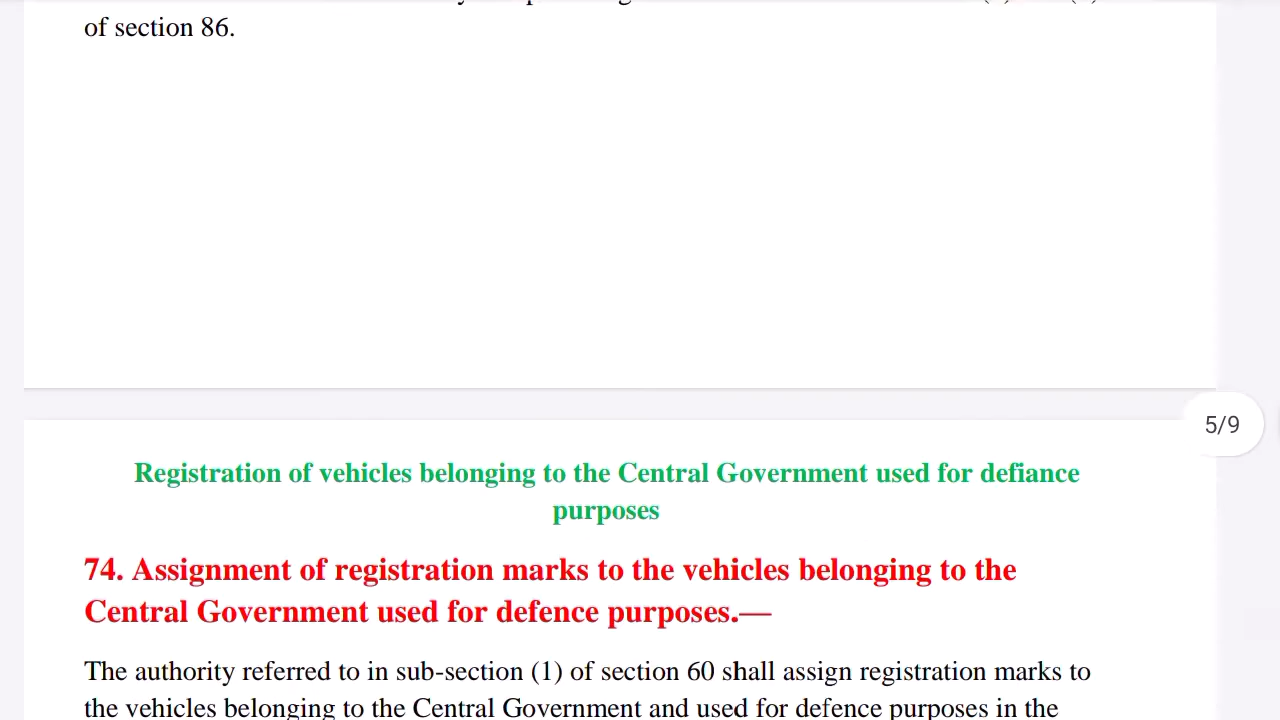 of section 86.
5/9
Registration of vehicles belonging to the Central Government used for defiance
purposes
74. Assignment of registration marks to the vehicles belonging to the
Central Government used for defence purposes.—
The authority referred to in sub-section (1) of section 60 shall assign registration marks to
the vehicles belonging to the Central Government and used for defence purposes in the